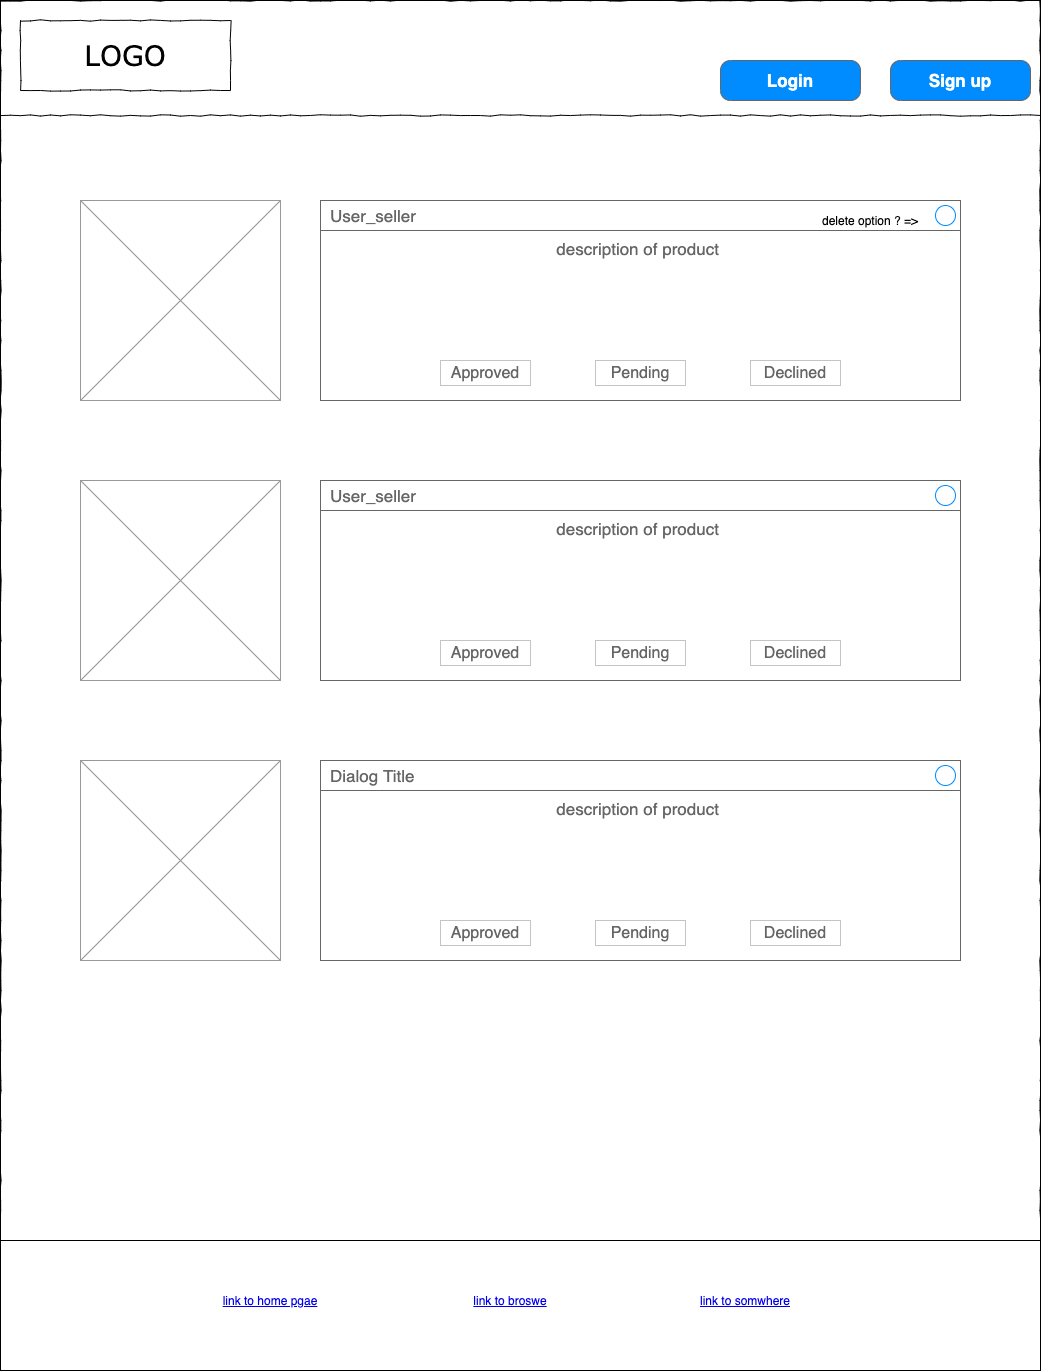 LOGO
Login
Sign up
User_seller
delete option ? =>
description of product
Approved
Pending
Declined
User_seller
description of product
Approved
Pending
Declined
Dialog Title
description of product
Approved
Pending
Declined
link to home pgae
link to broswe
link to somwhere